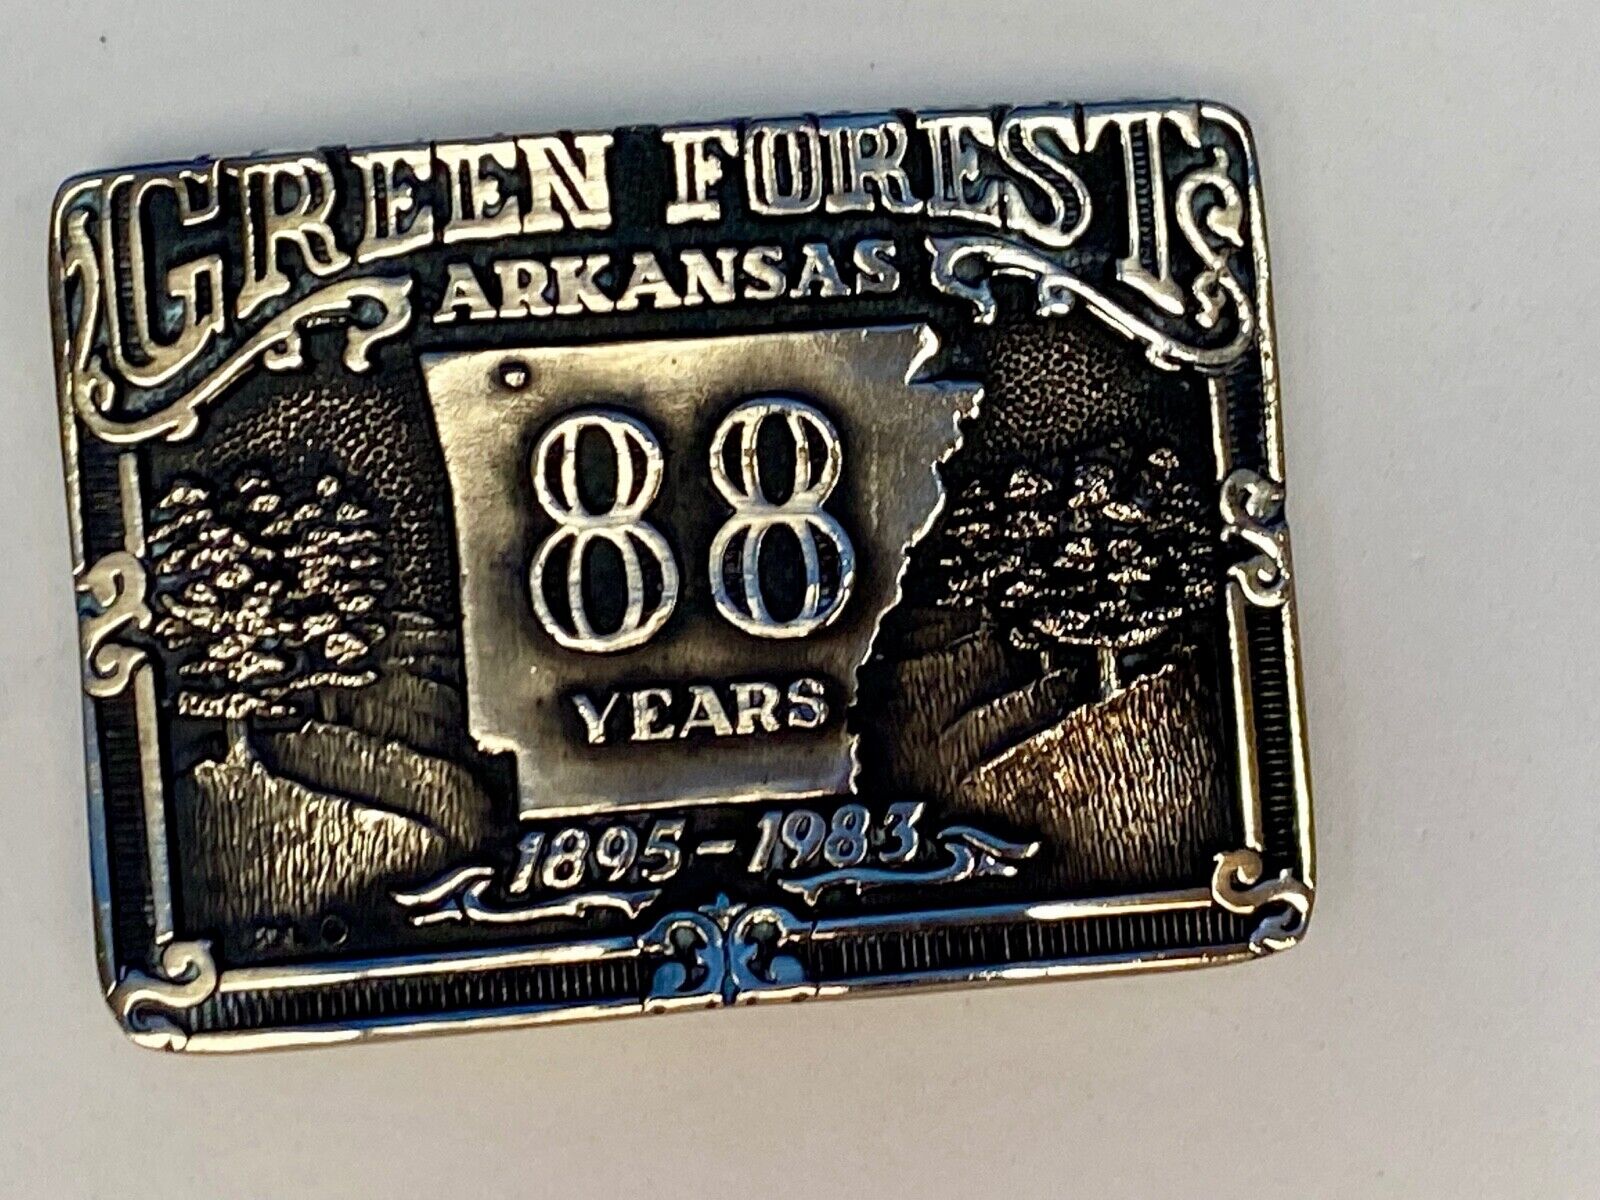 GREEN FOREST
ARKANSAS
88
YEARS
1895-1983